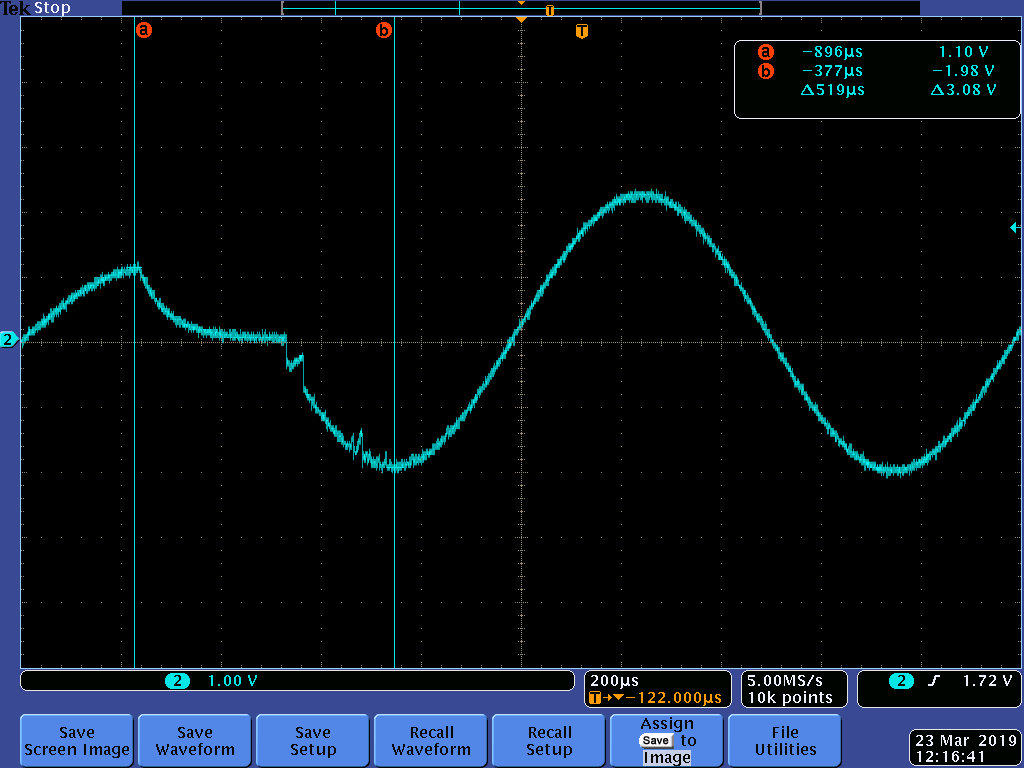 Tek Stop
T
a b T
a −896µs 1.10 V
b −377µs −1.98 V
Δ519µs Δ3.08 V
2
2 1.00 V
200µs
T→▼−122.000µs
5.00MS/s
10k points
2 1.72 V
Save
Screen Image
Save
Waveform
Save
Setup
Recall
Waveform
Recall
Setup
Assign
Save to
Image
File
Utilities
23 Mar 2019
12:16:41